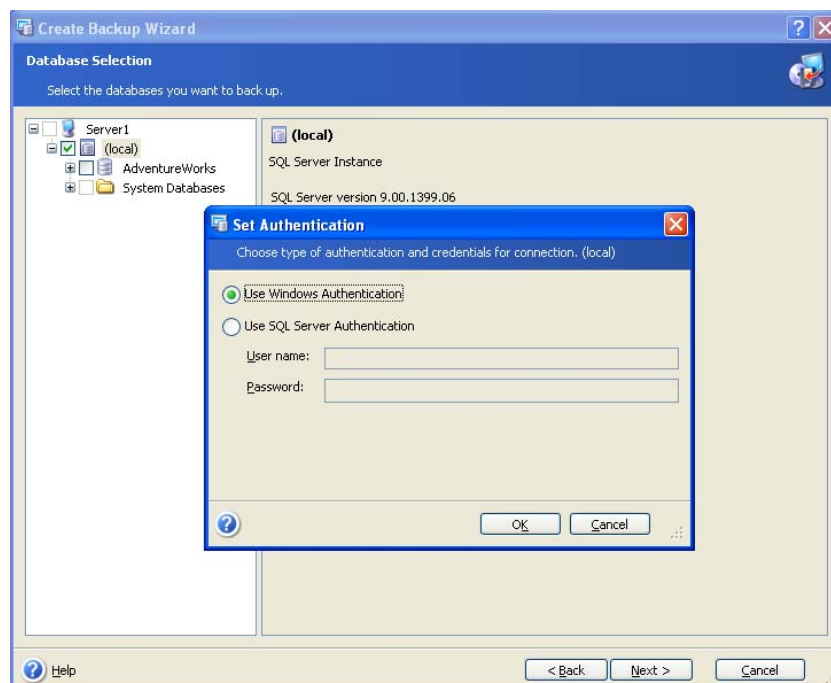 Create Backup Wizard
Database Selection
Select the databases you want to back up.
Server1
(local)
AdventureWorks
System Databases
(local)
SQL Server Instance
SQL Server version 9.00.1399.06
Set Authentication
Choose type of authentication and credentials for connection. (local)
Use Windows Authentication
Use SQL Server Authentication
User name:
Password:
OK
Cancel
Help
< Back
Next >
Cancel